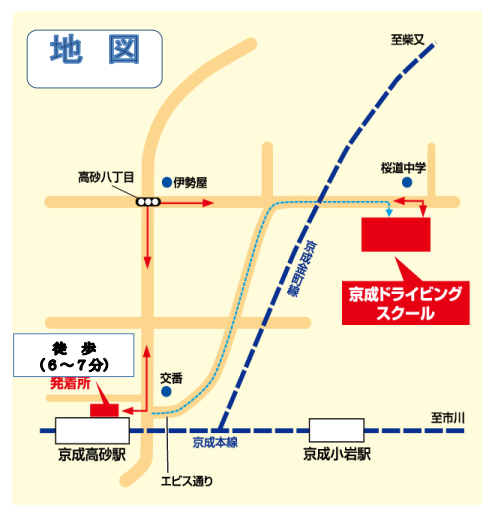 地　図
至柴又
高砂八丁目
伊勢屋
桜道中学
京成金町線
京成ドライビング
スクール
徒　歩
（６～７分）
発着所
交番
至市川
京成高砂駅
京成本線
京成小岩駅
エビス通り